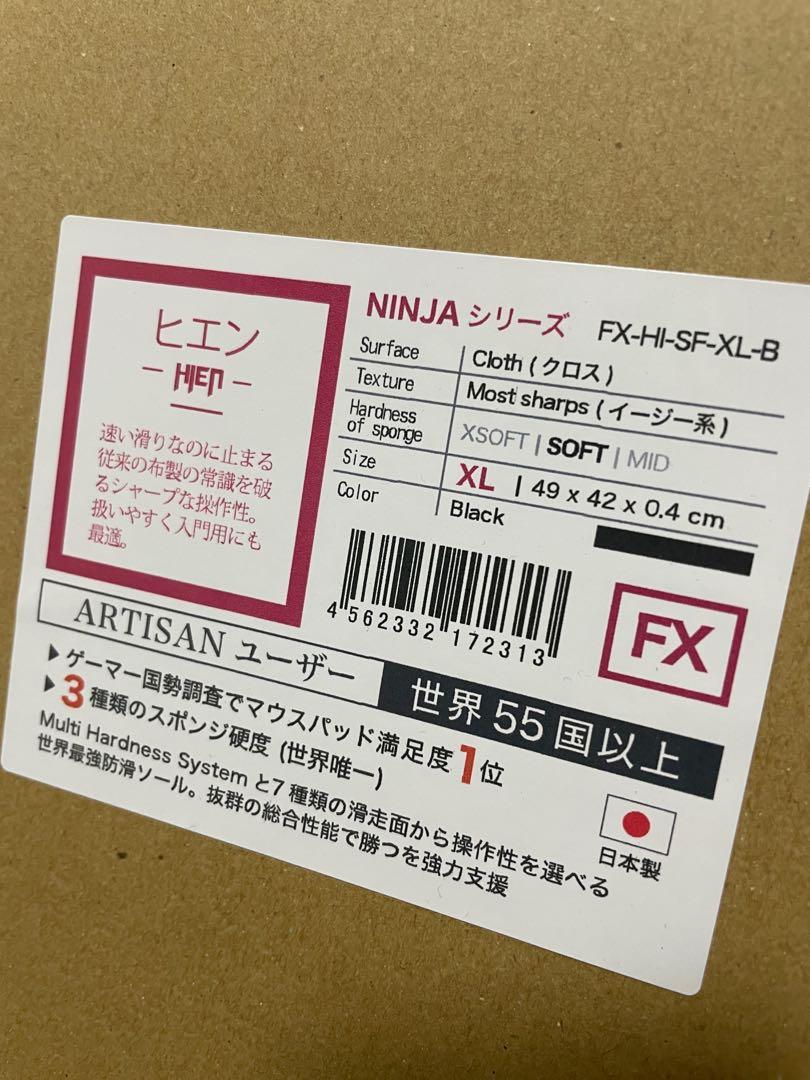 ヒエン
HIEN
速い滑りなのに止まる
従来の布製の常識を破
るシャープな操作性。
扱いやすく入門用にも
最適。
NINJA シリーズ FX-HI-SF-XL-B
Surface Cloth (クロス)
Texture Most sharps (イージー系)
Hardness of sponge XSOFT | SOFT | MID
Size XL | 49 x 42 x 0.4 cm
Color Black
4 562332 172313
FX
ARTISAN ユーザー 世界 55 国以上
▶ゲーマー国勢調査でマウスパッド満足度1位
▶3種類のスポンジ硬度 (世界唯一)
Multi Hardness System と7種類の滑走面から操作性を選べる
世界最強防滑ソール。抜群の総合性能で勝つを強力支援
日本製